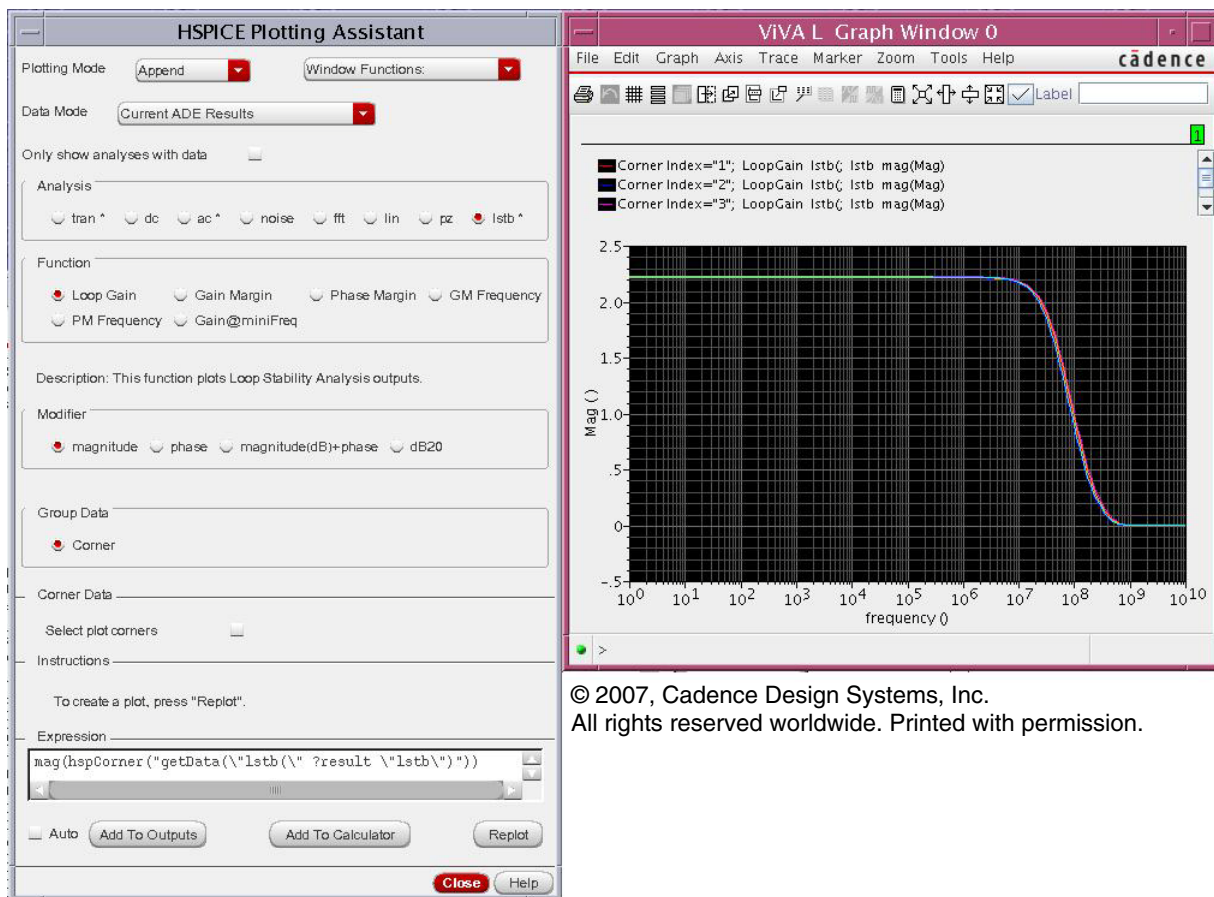 HSPICE Plotting Assistant
Plotting Mode Append Window Functions:
Data Mode Current ADE Results
Only show analyses with data
Analysis
tran * dc ac * noise fft lin pz lstb *
Function
Loop Gain Gain Margin Phase Margin GM Frequency
PM Frequency Gain@miniFreq
Description: This function plots Loop Stability Analysis outputs.
Modifier
magnitude phase magnitude(dB)+phase dB20
Group Data
Corner
Corner Data
Select plot corners
Instructions
To create a plot, press "Replot".
Expression
mag(hspCorner("getData(\"lstb(\" ?result \"lstb\")"))
Auto Add To Outputs Add To Calculator Replot
Close Help
ViVA L Graph Window 0
File Edit Graph Axis Trace Marker Zoom Tools Help cādence
Label
1
Corner Index="1"; LoopGain lstb(; lstb mag(Mag)
Corner Index="2"; LoopGain lstb(; lstb mag(Mag)
Corner Index="3"; LoopGain lstb(; lstb mag(Mag)
2.5
2.0
1.5
Mag ()
1.0
.5
0
-.5
10^0 10^1 10^2 10^3 10^4 10^5 10^6 10^7 10^8 10^9 10^10
frequency ()
>
© 2007, Cadence Design Systems, Inc.
All rights reserved worldwide. Printed with permission.